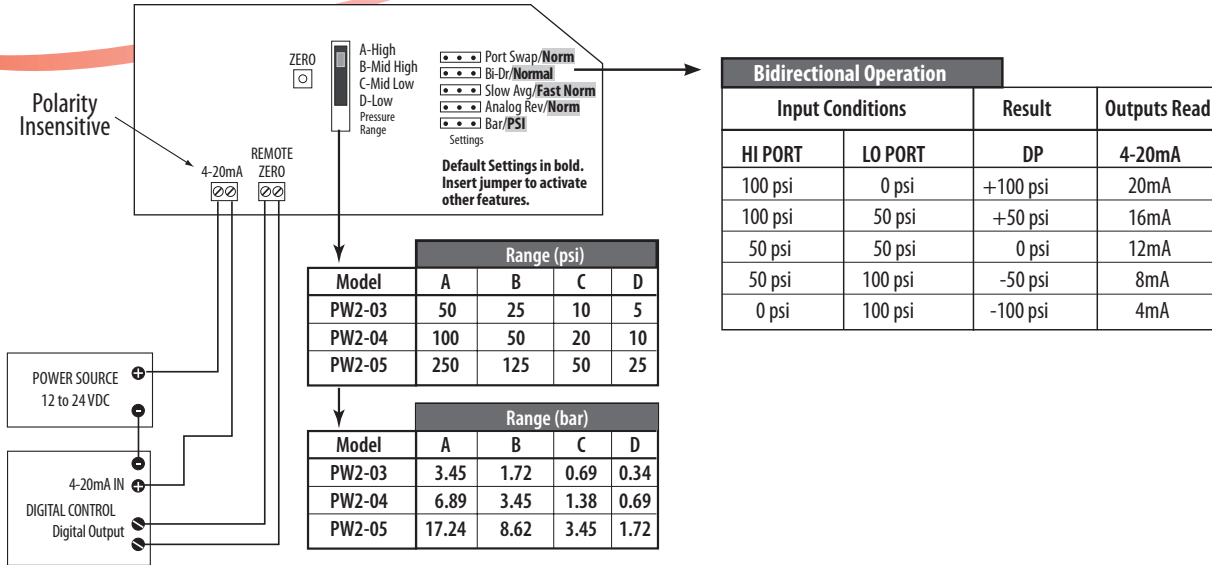 ZERO
A-High
B-Mid High
C-Mid Low
D-Low
Pressure
Range
Port Swap/Norm
Bi-Dr/Normal
Slow Avg/Fast Norm
Analog Rev/Norm
Bar/PSI
Settings
Default Settings in bold.
Insert jumper to activate
other features.
Polarity
Insensitive
4-20mA
REMOTE
ZERO
Bidirectional Operation
Input Conditions Result Outputs Read
HI PORT LO PORT DP 4-20mA
100 psi 0 psi +100 psi 20mA
100 psi 50 psi +50 psi 16mA
50 psi 50 psi 0 psi 12mA
50 psi 100 psi -50 psi 8mA
0 psi 100 psi -100 psi 4mA
Range (psi)
Model A B C D
PW2-03 50 25 10 5
PW2-04 100 50 20 10
PW2-05 250 125 50 25
Range (bar)
Model A B C D
PW2-03 3.45 1.72 0.69 0.34
PW2-04 6.89 3.45 1.38 0.69
PW2-05 17.24 8.62 3.45 1.72
POWER SOURCE
12 to 24 VDC
4-20mA IN
DIGITAL CONTROL
Digital Output